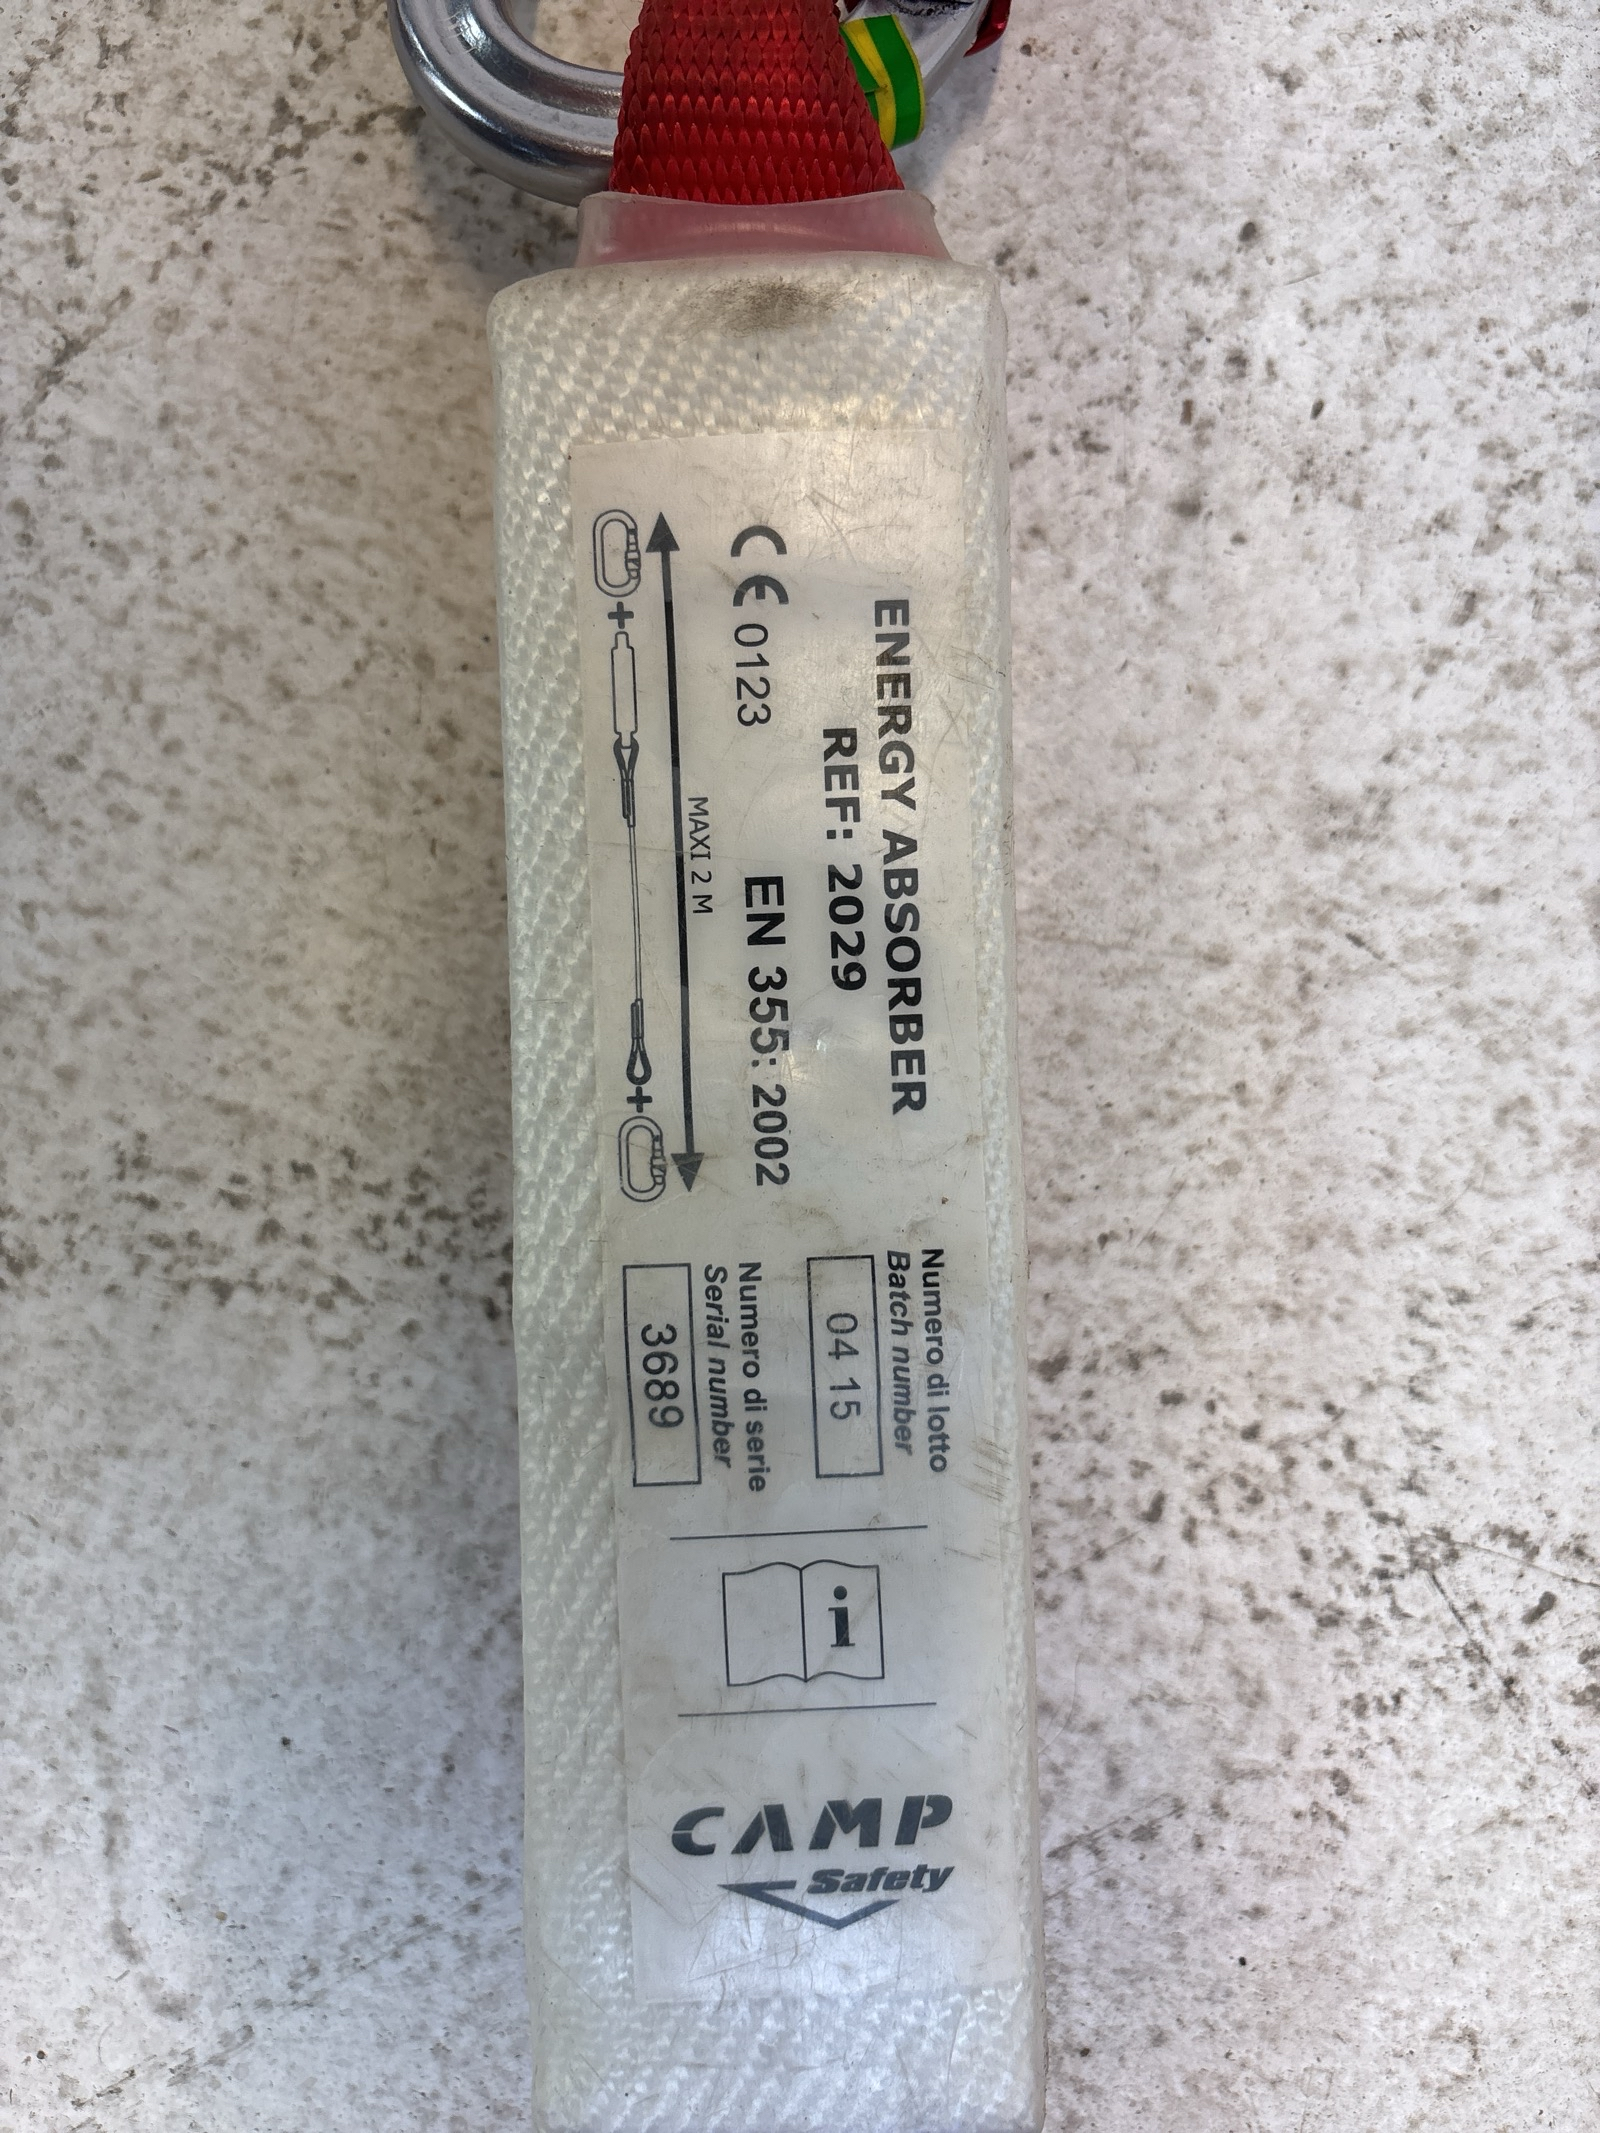 ENERGY ABSORBER
REF: 2029
CE 0123 EN 355: 2002
MAXI 2 M
+ +
Numero di lotto
Batch number
04 15
Numero di serie
Serial number
3689
i
CAMP
Safety